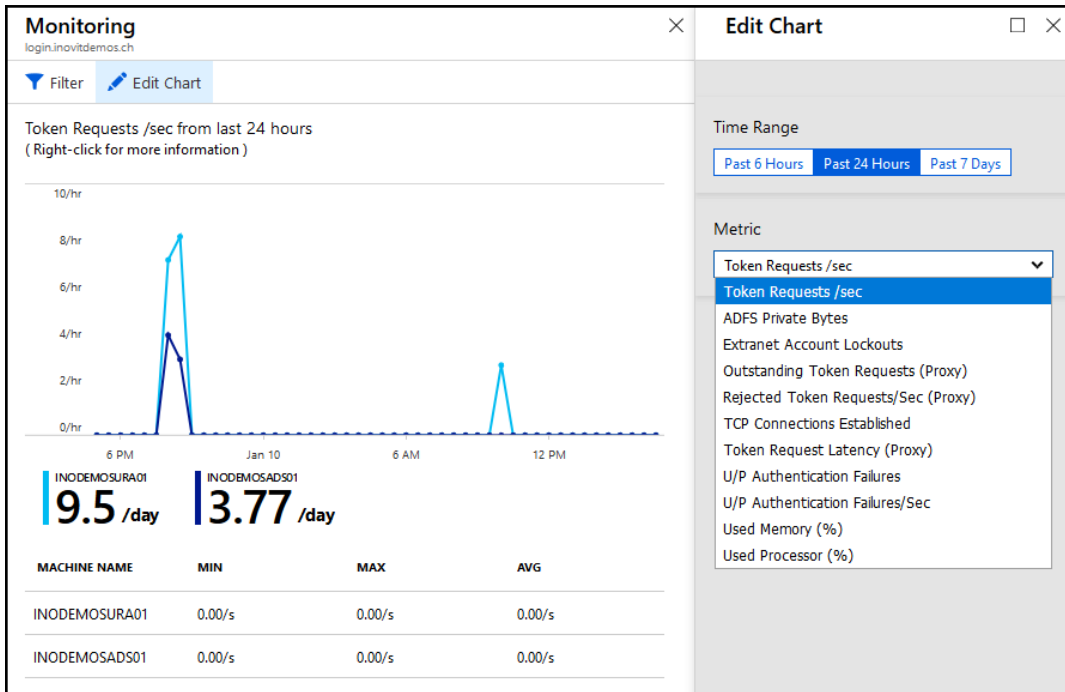 Monitoring
login.inovitdemos.ch
Filter
Edit Chart
Token Requests /sec from last 24 hours
( Right-click for more information )
10/hr
8/hr
6/hr
4/hr
2/hr
0/hr
6 PM
Jan 10
6 AM
12 PM
INODEMOSURA01
9.5 /day
INODEMOSADS01
3.77 /day
MACHINE NAME MIN MAX AVG
INODEMOSURA01 0.00/s 0.00/s 0.00/s
INODEMOSADS01 0.00/s 0.00/s 0.00/s
Edit Chart
Time Range
Past 6 Hours Past 24 Hours Past 7 Days
Metric
Token Requests /sec
Token Requests /sec
ADFS Private Bytes
Extranet Account Lockouts
Outstanding Token Requests (Proxy)
Rejected Token Requests/Sec (Proxy)
TCP Connections Established
Token Request Latency (Proxy)
U/P Authentication Failures
U/P Authentication Failures/Sec
Used Memory (%)
Used Processor (%)